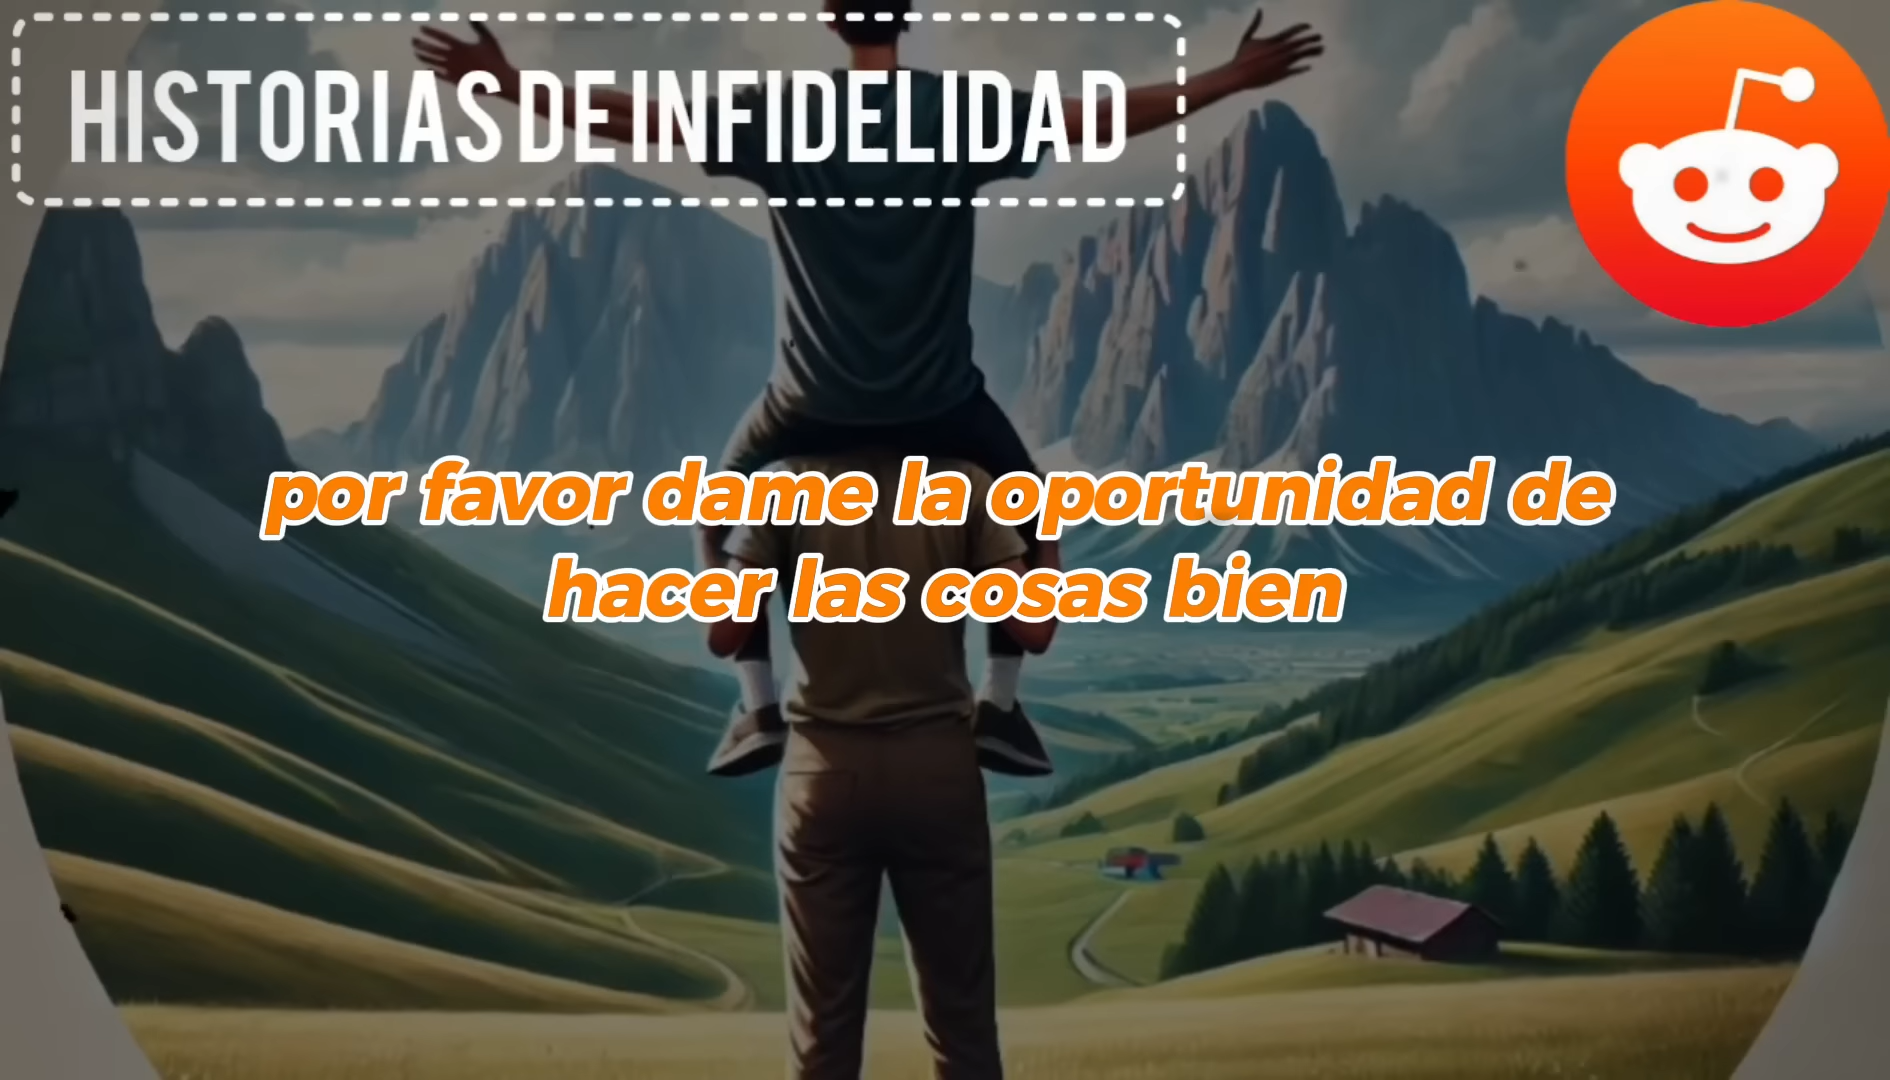 HISTORIAS DE INFIDELIDAD
por favor dame la oportunidad de
hacer las cosas bien